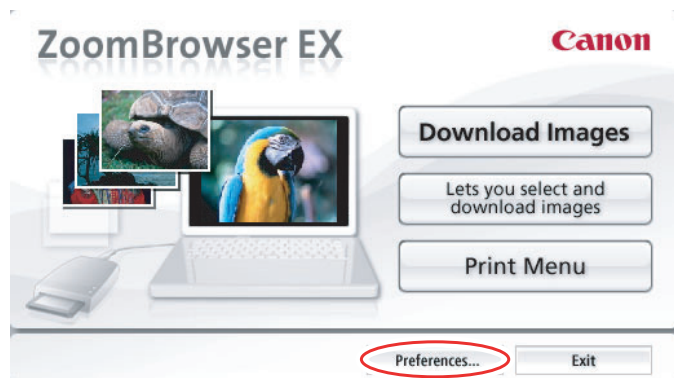 ZoomBrowser EX
Canon
Download Images
Lets you select and
download images
Print Menu
Preferences...
Exit